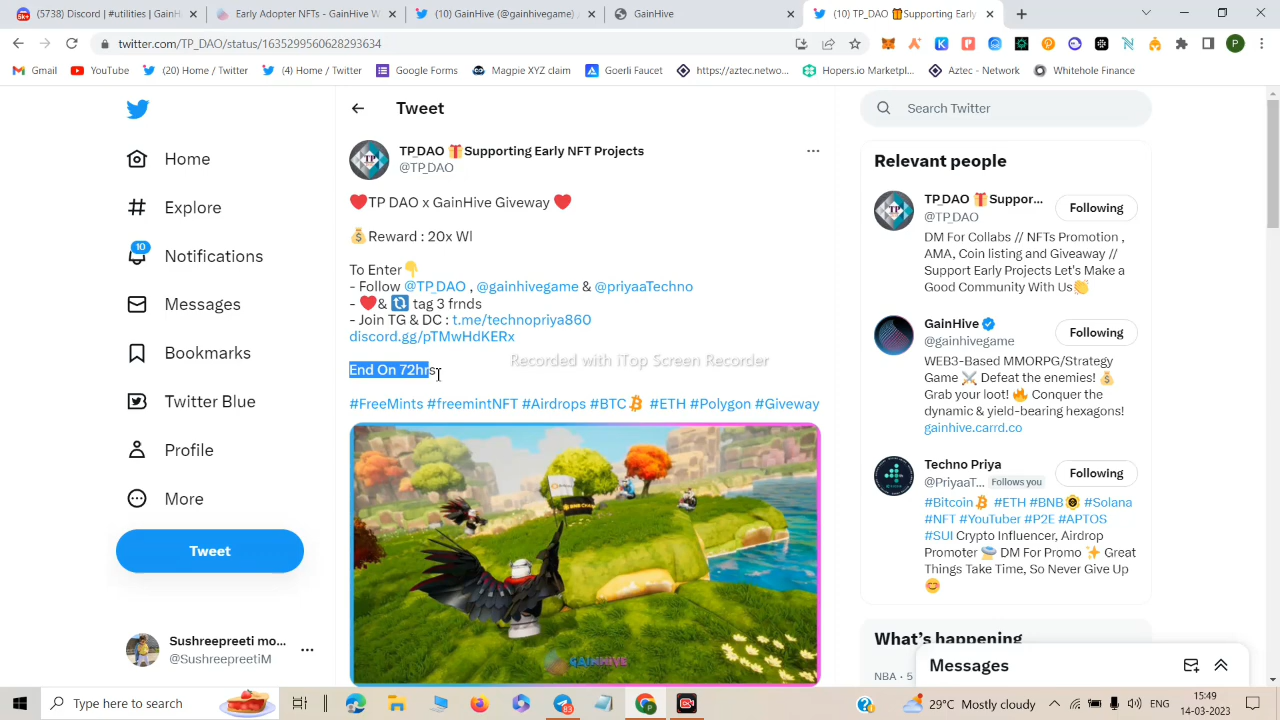 (5738) Discord | GainH
Early Adopter NFTs - GainHive
(10) GainHive (@gainhivegame)
GainHive
(10) TP_DAO
twitter.com/TP_DAO/status/1635299560628293634
Gmail
YouTube
(20) Home / Twitter
(4) Home / Twitter
Google Forms
Magpie XYZ claim
Goerli Faucet
https://aztec.netwo...
Hopers.io Marketpl...
Aztec - Network
Whitehole Finance
Home
Explore
10
Notifications
Messages
Bookmarks
Twitter Blue
Profile
More
Tweet
Sushreepreeti mo...
@SushreepreetiM
Tweet
TP_DAO 🎁Supporting Early NFT Projects
@TP_DAO
❤️TP DAO x GainHive Giveway ❤️
💰Reward : 20x Wl
To Enter👇
- Follow @TP_DAO , @gainhivegame & @priyaaTechno
- ❤️& 🔃 tag 3 frnds
- Join TG & DC : t.me/technopriya860
discord.gg/pTMwHdKERx
End On 72hrs
#FreeMints #freemintNFT #Airdrops #BTC #ETH #Polygon #Giveway
Recorded with iTop Screen Recorder
GAINHIVE
Search Twitter
Relevant people
TP_DAO 🎁Suppor...
@TP_DAO
Following
DM For Collabs // NFTs Promotion ,
AMA, Coin listing and Giveaway //
Support Early Projects Let's Make a
Good Community With Us👏
GainHive
@gainhivegame
Following
WEB3-Based MMORPG/Strategy
Game ⚔️ Defeat the enemies! 💰
Grab your loot! 🔥 Conquer the
dynamic & yield-bearing hexagons!
gainhive.carrd.co
Techno Priya
@PriyaaT... Follows you
Following
#Bitcoin #ETH #BNB #Solana
#NFT #YouTuber #P2E #APTOS
#SUI Crypto Influencer, Airdrop
Promoter 🪐 DM For Promo ✨ Great
Things Take Time, So Never Give Up
😊
What's happening
NBA · 5
Messages
Type here to search
83
29°C Mostly cloudy
ENG
15:49
14-03-2023